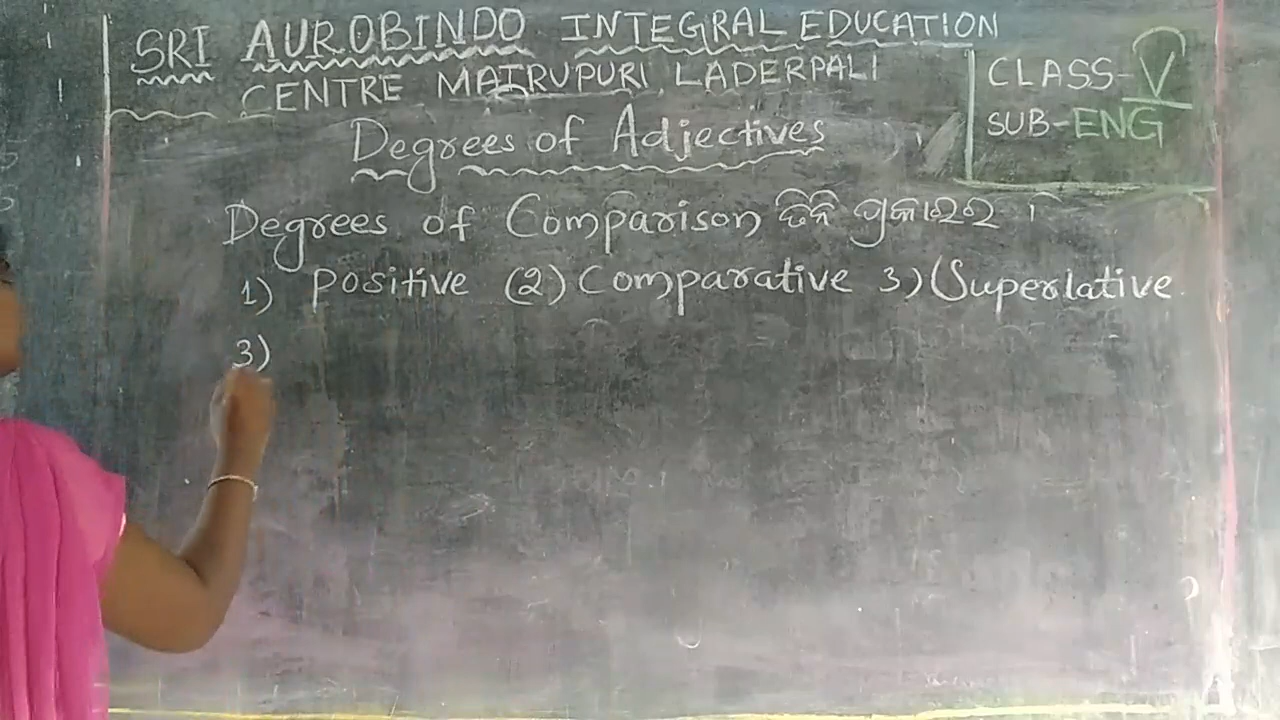 SRI AUROBINDO INTEGRAL EDUCATION
CENTRE MATRUPURI, LADERPALI
CLASS-V
SUB-ENG
Degrees of Adjectives
Degrees of Comparison ତିନି ପ୍ରକାରର ।
1) Positive (2) Comparative 3) Superlative.
3)